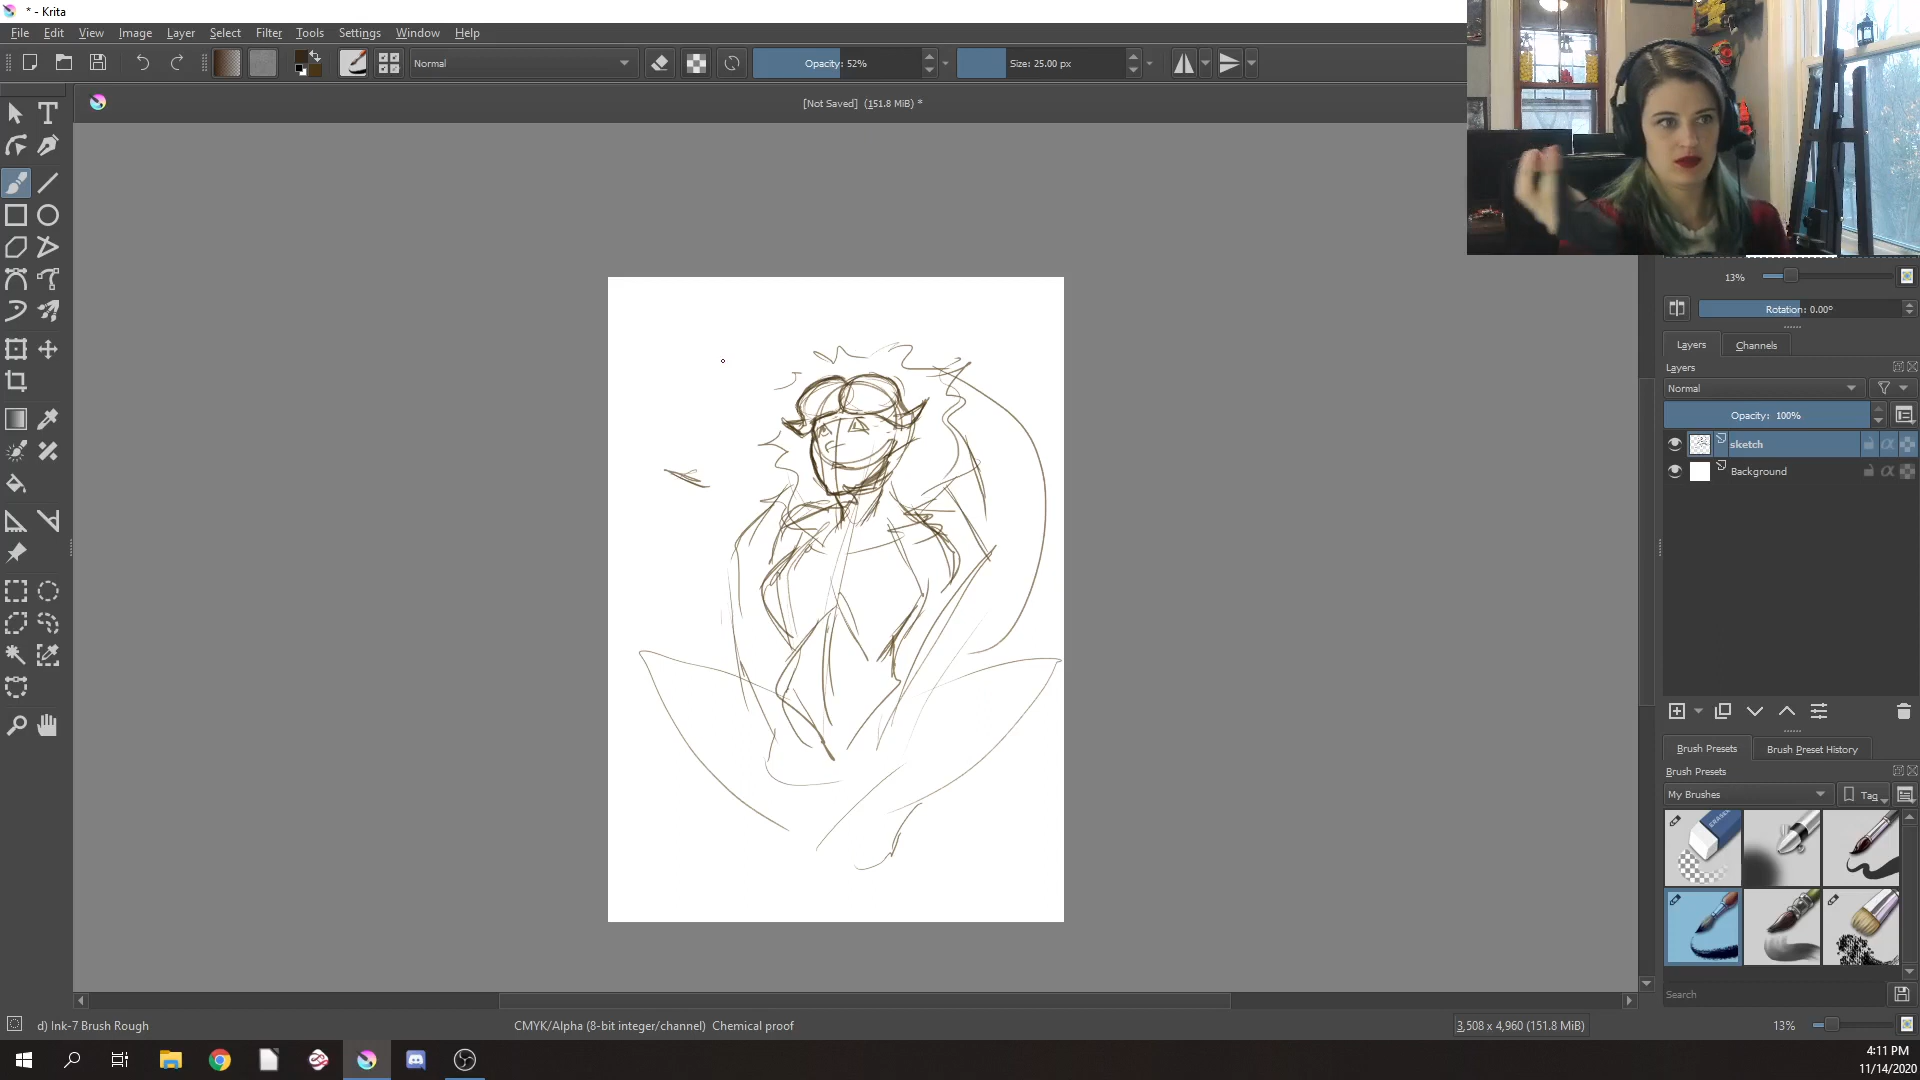 * - Krita
File Edit View Image Layer Select Filter Tools Settings Window Help
Normal Opacity: 52% Size: 25.00 px
[Not Saved] (151.8 MiB) *
13%
Rotation: 0.00°
Layers Channels
Layers
Normal
Opacity: 100%
sketch
Background
Brush Presets Brush Preset History
Brush Presets
My Brushes Tag
ERASER
Search
d) Ink-7 Brush Rough CMYK/Alpha (8-bit integer/channel) Chemical proof 3,508 x 4,960 (151.8 MiB) 13%
4:11 PM
11/14/2020